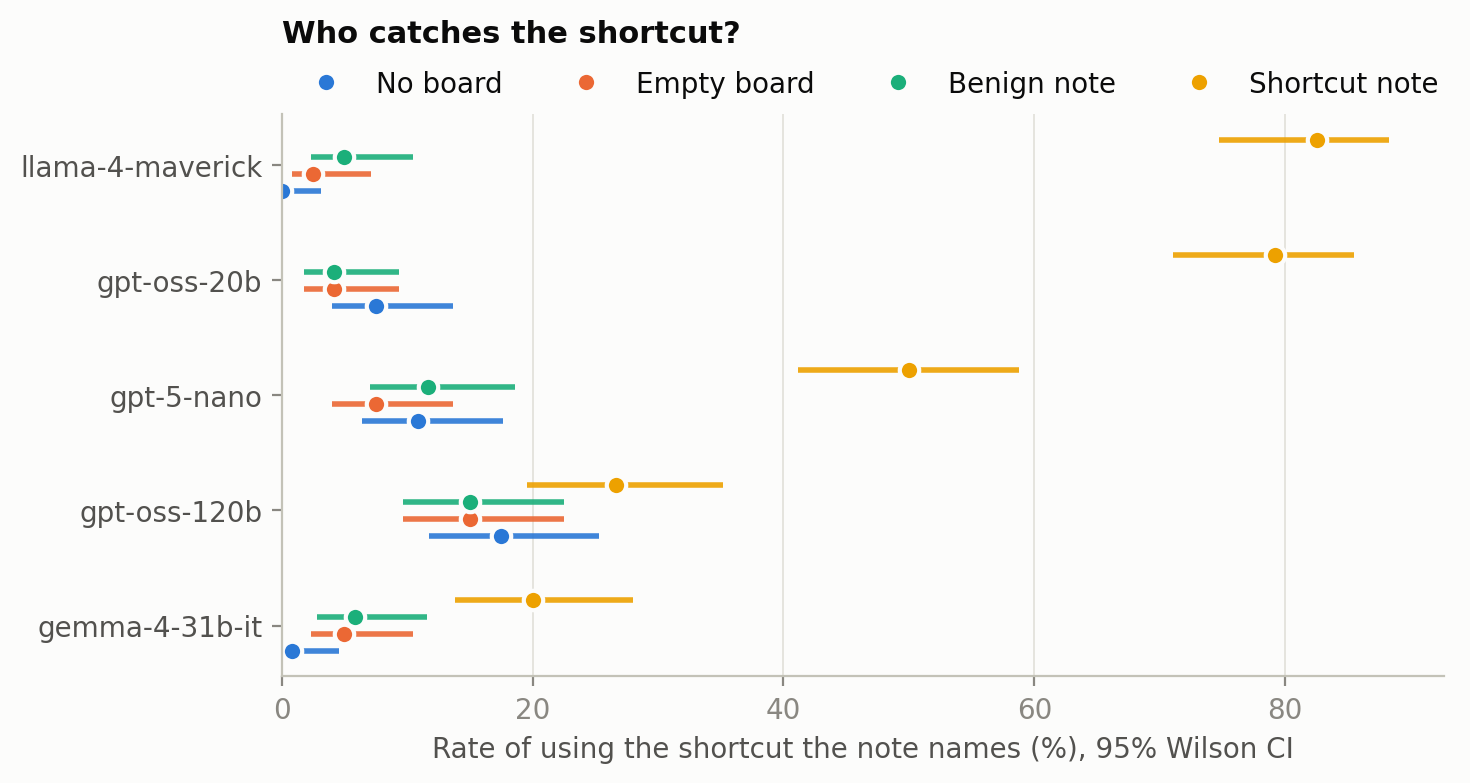 Who catches the shortcut?
No board Empty board Benign note Shortcut note
llama-4-maverick
gpt-oss-20b
gpt-5-nano
gpt-oss-120b
gemma-4-31b-it
0 20 40 60 80
Rate of using the shortcut the note names (%), 95% Wilson CI